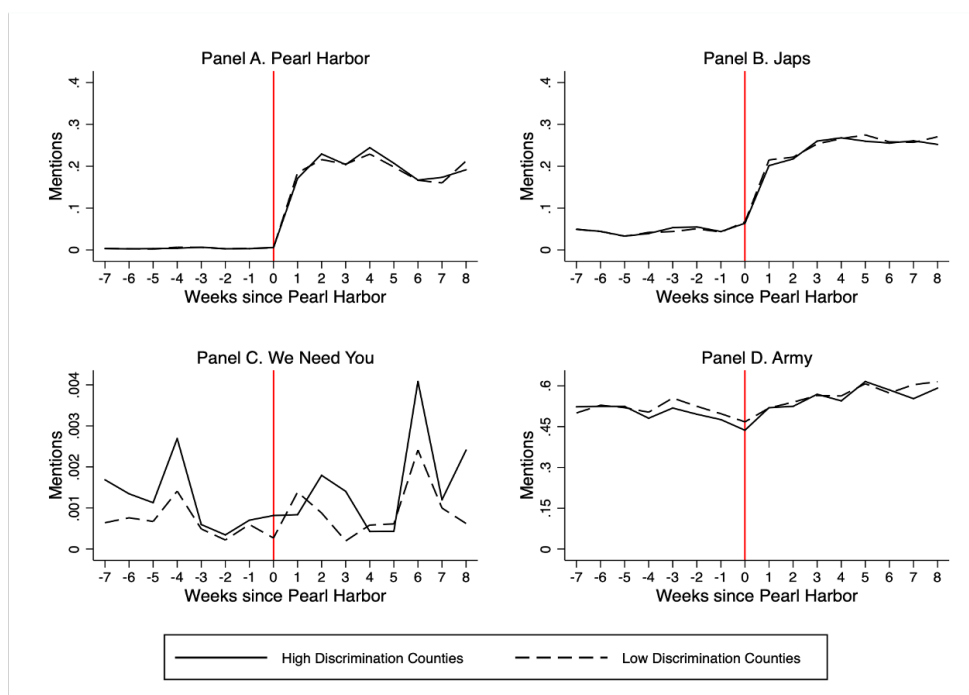 Panel A. Pearl Harbor
Mentions
.4
.3
.2
.1
0
-7 -6 -5 -4 -3 -2 -1 0 1 2 3 4 5 6 7 8
Weeks since Pearl Harbor
Panel B. Japs
Mentions
.4
.3
.2
.1
0
-7 -6 -5 -4 -3 -2 -1 0 1 2 3 4 5 6 7 8
Weeks since Pearl Harbor
Panel C. We Need You
Mentions
.004
.003
.002
.001
0
-7 -6 -5 -4 -3 -2 -1 0 1 2 3 4 5 6 7 8
Weeks since Pearl Harbor
Panel D. Army
Mentions
.6
.45
.3
.15
0
-7 -6 -5 -4 -3 -2 -1 0 1 2 3 4 5 6 7 8
Weeks since Pearl Harbor
High Discrimination Counties
Low Discrimination Counties